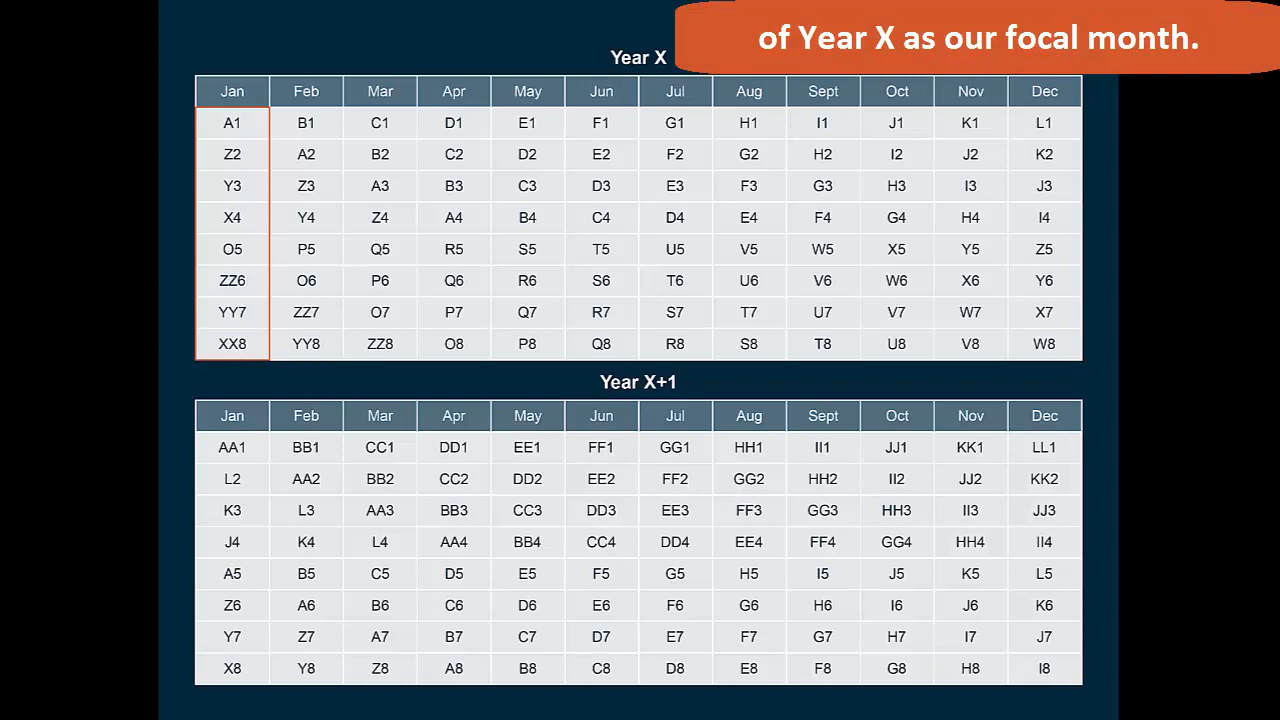 of Year X as our focal month.
Year X
Jan Feb Mar Apr May Jun Jul Aug Sept Oct Nov Dec
A1 B1 C1 D1 E1 F1 G1 H1 I1 J1 K1 L1
Z2 A2 B2 C2 D2 E2 F2 G2 H2 I2 J2 K2
Y3 Z3 A3 B3 C3 D3 E3 F3 G3 H3 I3 J3
X4 Y4 Z4 A4 B4 C4 D4 E4 F4 G4 H4 I4
O5 P5 Q5 R5 S5 T5 U5 V5 W5 X5 Y5 Z5
ZZ6 O6 P6 Q6 R6 S6 T6 U6 V6 W6 X6 Y6
YY7 ZZ7 O7 P7 Q7 R7 S7 T7 U7 V7 W7 X7
XX8 YY8 ZZ8 O8 P8 Q8 R8 S8 T8 U8 V8 W8
Year X+1
Jan Feb Mar Apr May Jun Jul Aug Sept Oct Nov Dec
AA1 BB1 CC1 DD1 EE1 FF1 GG1 HH1 II1 JJ1 KK1 LL1
L2 AA2 BB2 CC2 DD2 EE2 FF2 GG2 HH2 II2 JJ2 KK2
K3 L3 AA3 BB3 CC3 DD3 EE3 FF3 GG3 HH3 II3 JJ3
J4 K4 L4 AA4 BB4 CC4 DD4 EE4 FF4 GG4 HH4 II4
A5 B5 C5 D5 E5 F5 G5 H5 I5 J5 K5 L5
Z6 A6 B6 C6 D6 E6 F6 G6 H6 I6 J6 K6
Y7 Z7 A7 B7 C7 D7 E7 F7 G7 H7 I7 J7
X8 Y8 Z8 A8 B8 C8 D8 E8 F8 G8 H8 I8